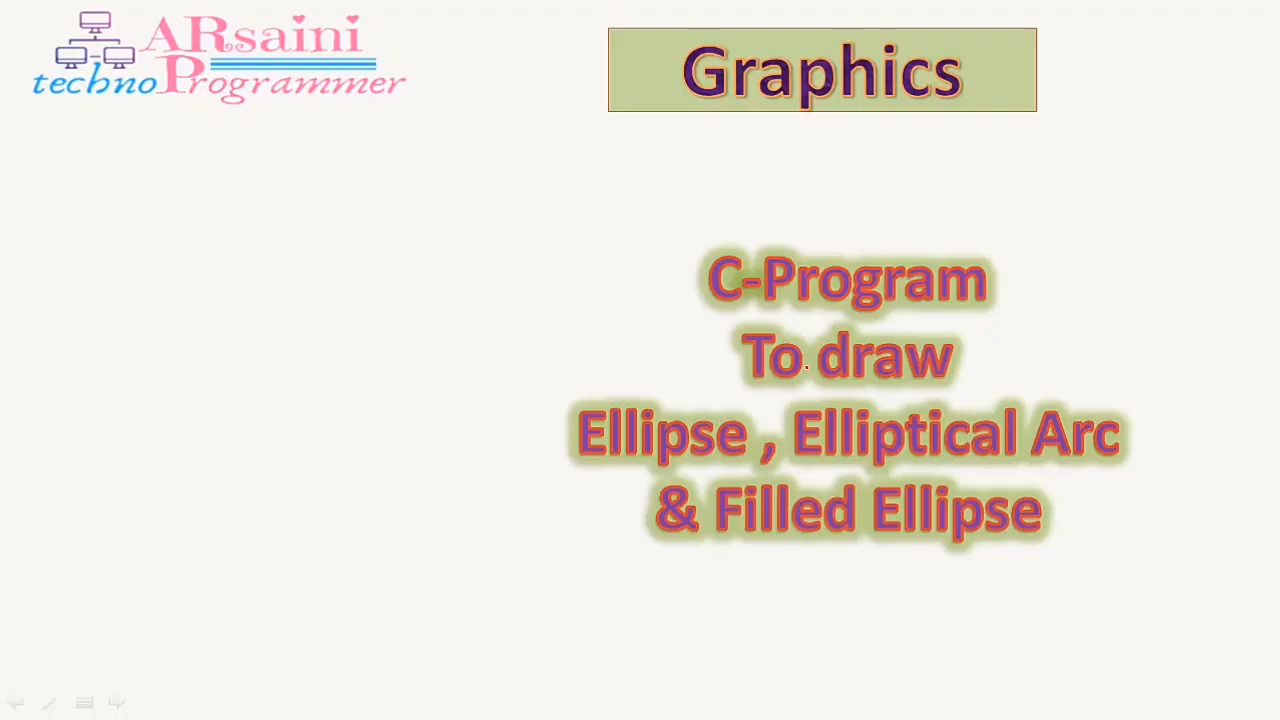 ARsaini
techno Programmer
Graphics
C-Program
To draw
Ellipse , Elliptical Arc
& Filled Ellipse